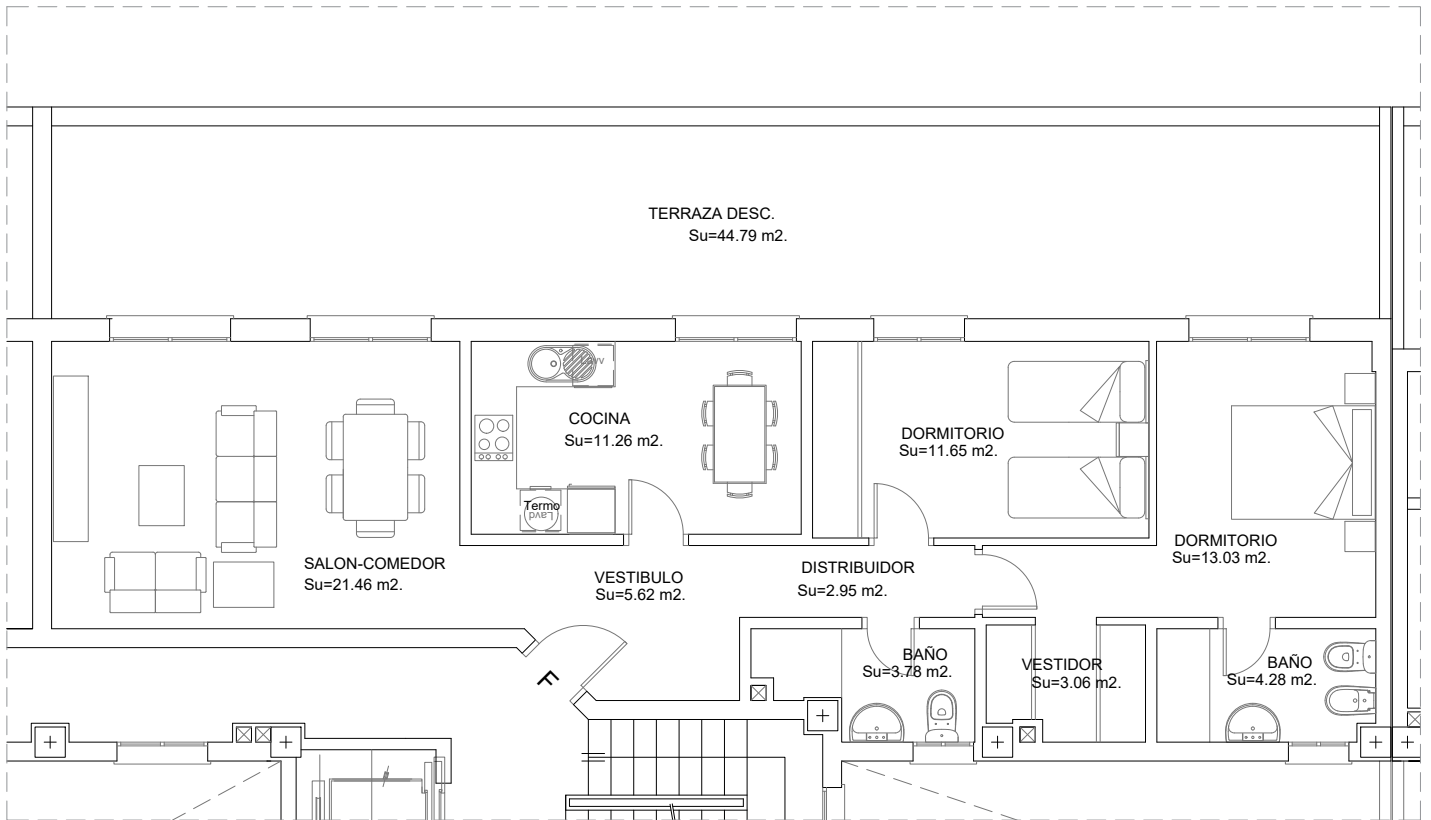 TERRAZA DESC.
Su=44.79 m2.
COCINA
Su=11.26 m2.
Termo
Lavd
DORMITORIO
Su=11.65 m2.
DORMITORIO
Su=13.03 m2.
SALON-COMEDOR
Su=21.46 m2.
VESTIBULO
Su=5.62 m2.
DISTRIBUIDOR
Su=2.95 m2.
BAÑO
Su=3.78 m2.
VESTIDOR
Su=3.06 m2.
BAÑO
Su=4.28 m2.
F